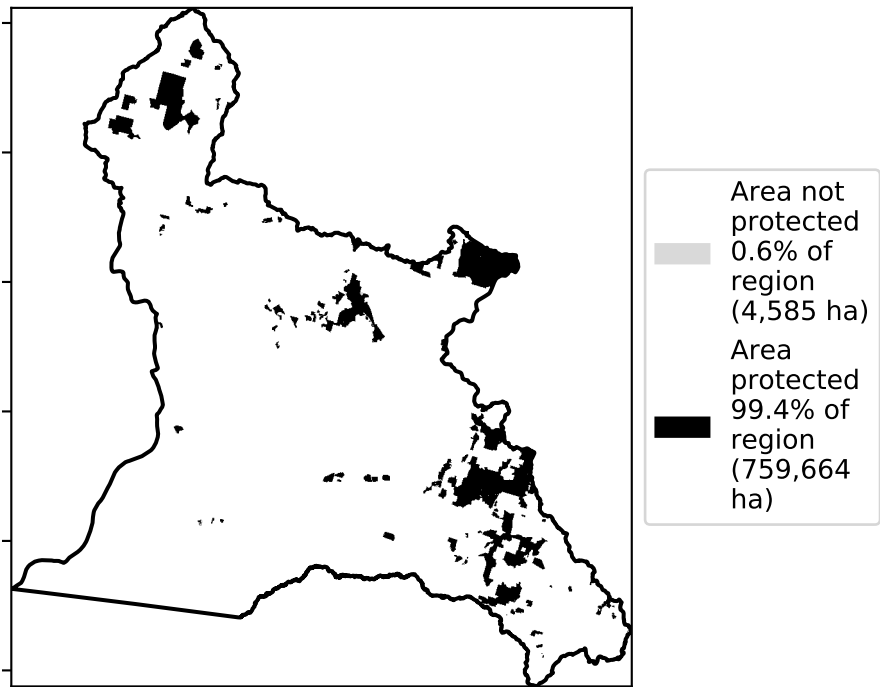 Area not
protected
0.6% of
region
(4,585 ha)
Area
protected
99.4% of
region
(759,664
ha)